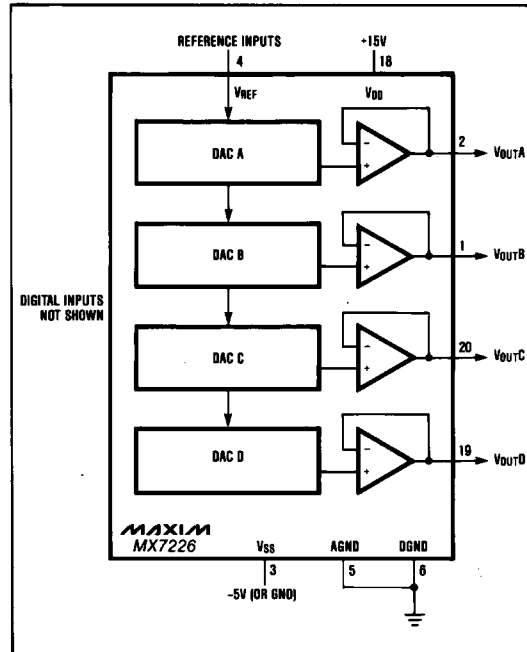 REFERENCE INPUTS
+15V
4
18
VREF
VDD
DAC A
−
+
2
VOUTA
DAC B
−
+
1
VOUTB
DIGITAL INPUTS
NOT SHOWN
DAC C
−
+
20
VOUTC
DAC D
−
+
19
VOUTD
MAXIM
MX7226
VSS
AGND
DGND
3
5
6
−5V (OR GND)